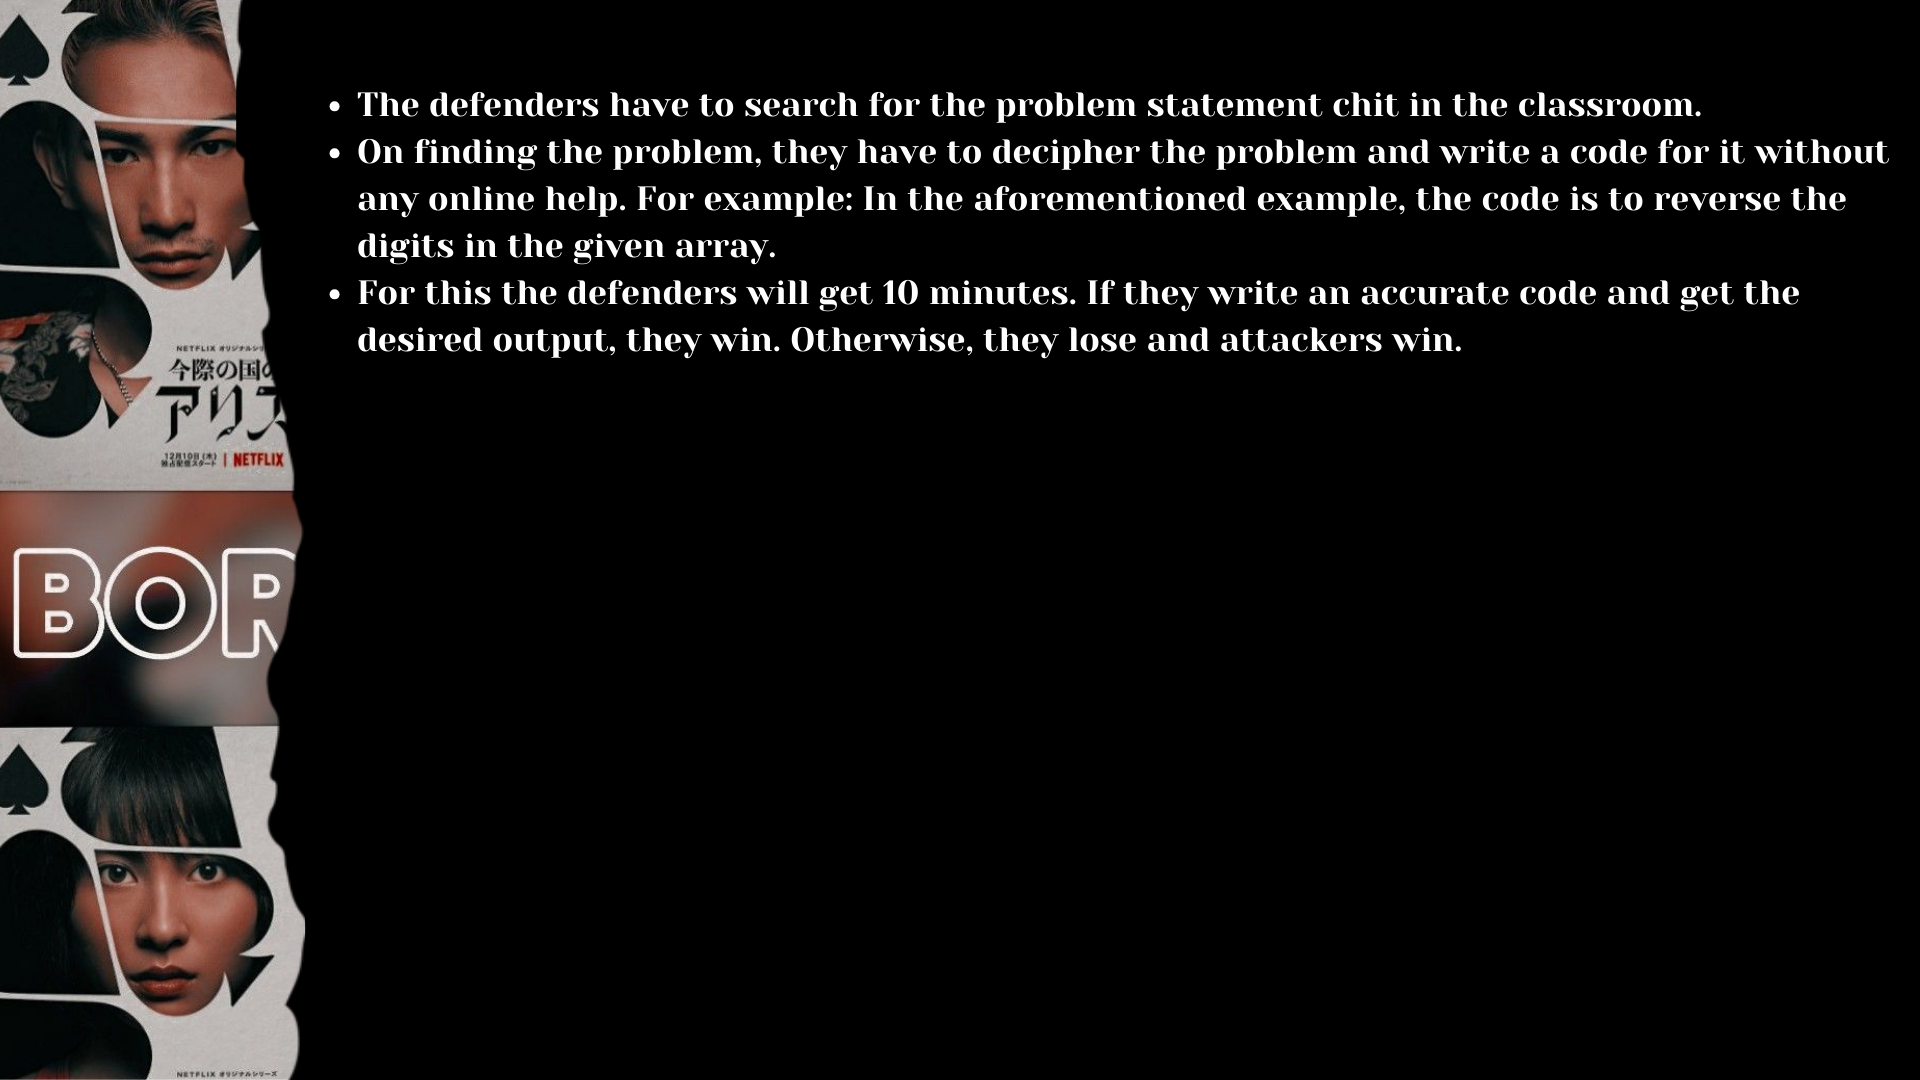 • The defenders have to search for the problem statement chit in the classroom.
• On finding the problem, they have to decipher the problem and write a code for it without
any online help. For example: In the aforementioned example, the code is to reverse the
digits in the given array.
• For this the defenders will get 10 minutes. If they write an accurate code and get the
desired output, they win. Otherwise, they lose and attackers win.
NETFLIX オリジナルシリ
今際の国の
アリス
12月10日(木)
独占配信スタート | NETFLIX
BOR
NETFLIX オリジナルシリーズ